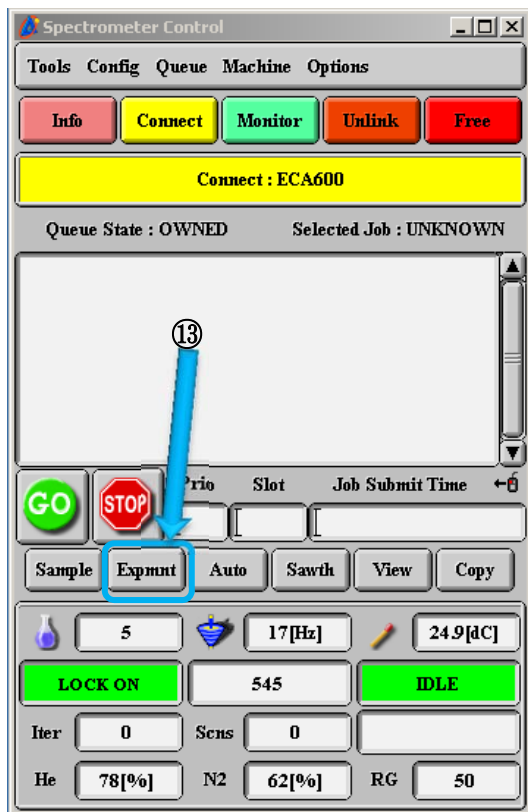 Spectrometer Control
Tools Config Queue Machine Options
Info Connect Monitor Unlink Free
Connect : ECA600
Queue State : OWNED Selected Job : UNKNOWN
⑬
GO STOP Prio Slot Job Submit Time
Sample Expmnt Auto Sawth View Copy
5 17[Hz] 24.9[dC]
LOCK ON 545 IDLE
Iter 0 Scns 0
He 78[%] N2 62[%] RG 50